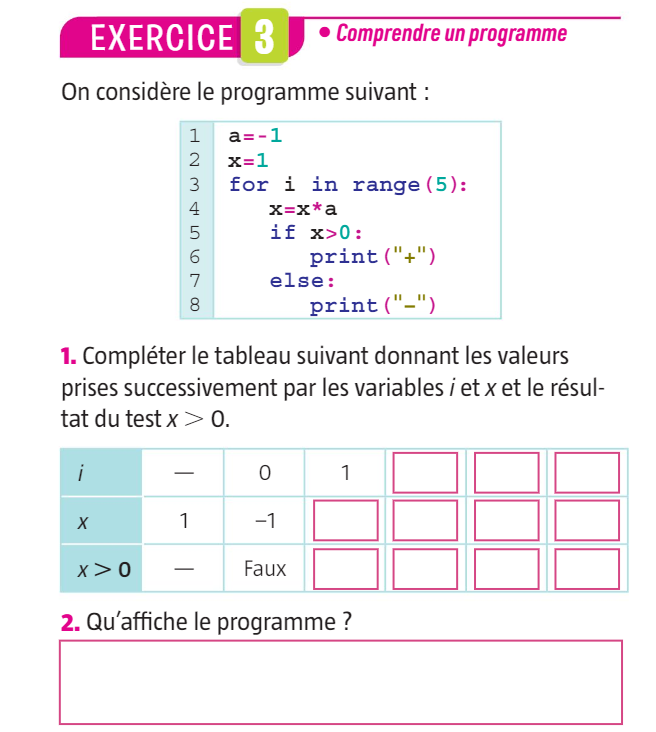 EXERCICE 3 • Comprendre un programme
On considère le programme suivant :
1 a=-1
2 x=1
3 for i in range(5):
4 x=x*a
5 if x>0:
6 print("+")
7 else:
8 print("-")
1. Compléter le tableau suivant donnant les valeurs
prises successivement par les variables i et x et le résul-
tat du test x > 0.
i — 0 1
x 1 –1
x > 0 — Faux
2. Qu’affiche le programme ?